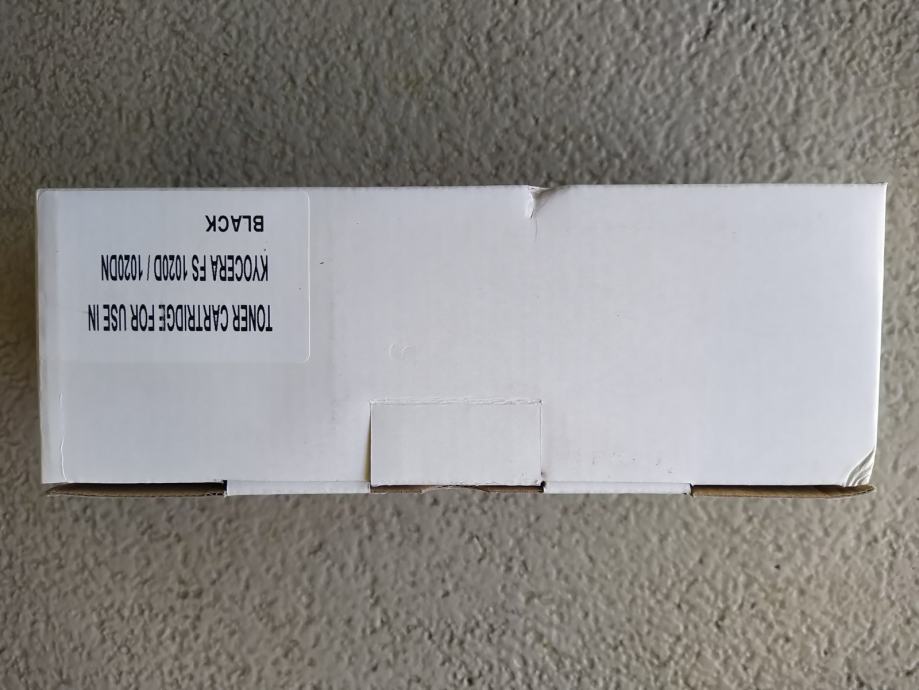 TONER CARTRIDGE FOR USE IN
KYOCERA FS 1020D / 1020DN
BLACK